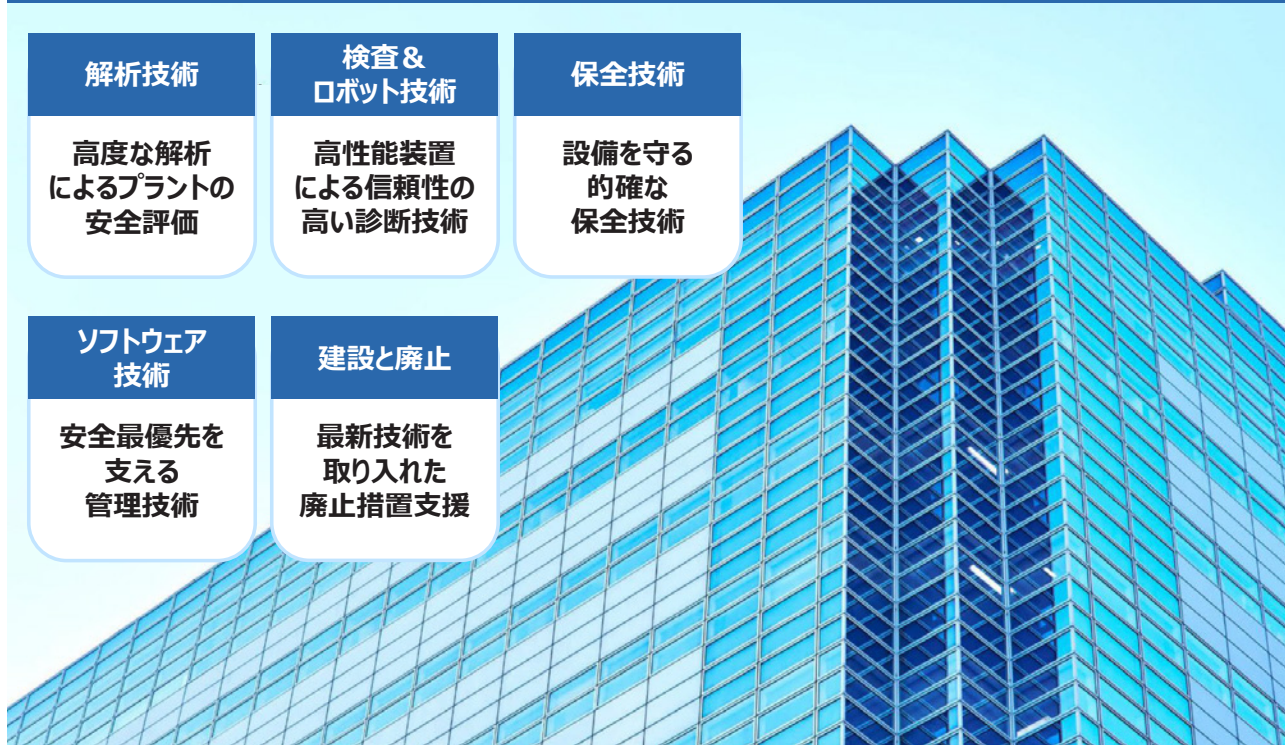 解析技術
高度な解析
によるプラントの
安全評価
検査&
ロボット技術
高性能装置
による信頼性の
高い診断技術
保全技術
設備を守る
的確な
保全技術
ソフトウェア
技術
安全最優先を
支える
管理技術
建設と廃止
最新技術を
取り入れた
廃止措置支援